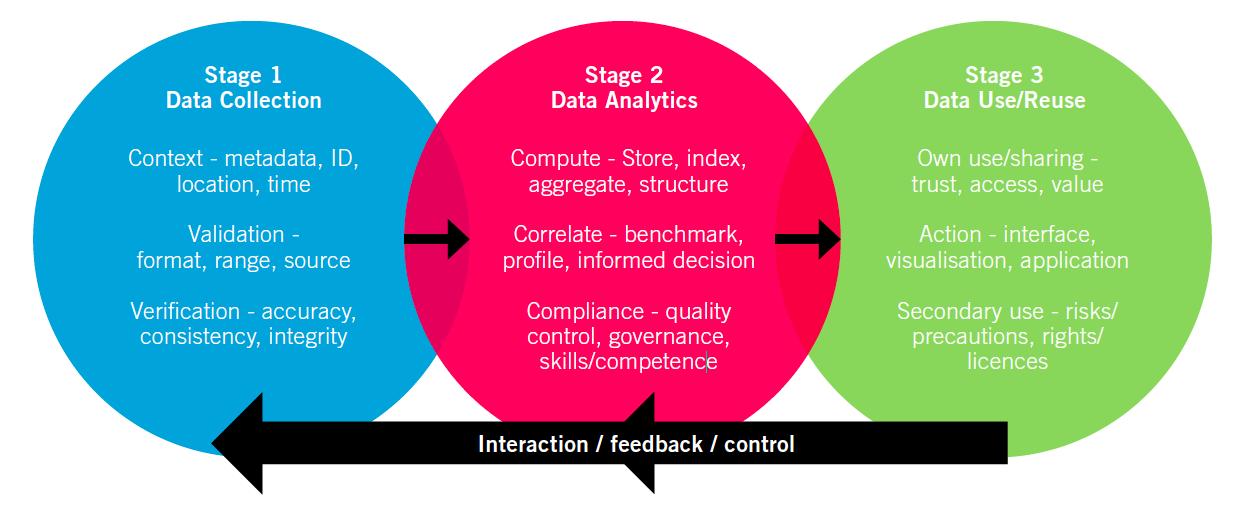 Stage 1
Data Collection
Context - metadata, ID,
location, time
Validation -
format, range, source
Verification - accuracy,
consistency, integrity
Stage 2
Data Analytics
Compute - Store, index,
aggregate, structure
Correlate - benchmark,
profile, informed decision
Compliance - quality
control, governance,
skills/competence
Stage 3
Data Use/Reuse
Own use/sharing -
trust, access, value
Action - interface,
visualisation, application
Secondary use - risks/
precautions, rights/
licences
Interaction / feedback / control